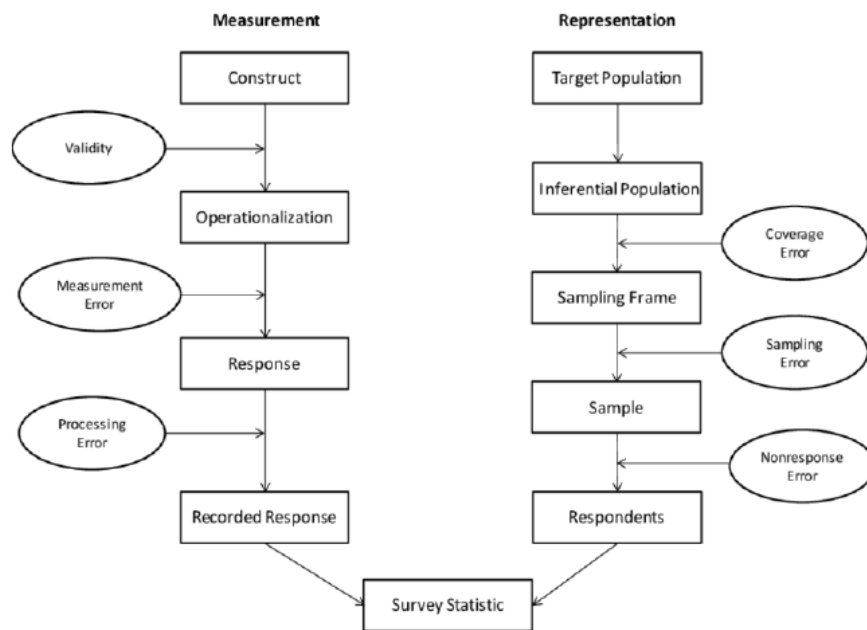 Measurement
Representation
Construct
Target Population
Validity
Operationalization
Inferential Population
Coverage
Error
Measurement
Error
Sampling Frame
Response
Sampling
Error
Sample
Processing
Error
Nonresponse
Error
Recorded Response
Respondents
Survey Statistic